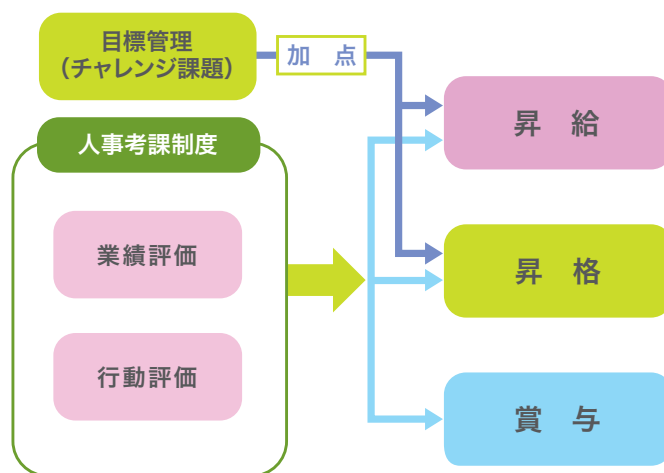 目標管理
（チャレンジ課題）
加　点
人事考課制度
業績評価
行動評価
昇　給
昇　格
賞　与